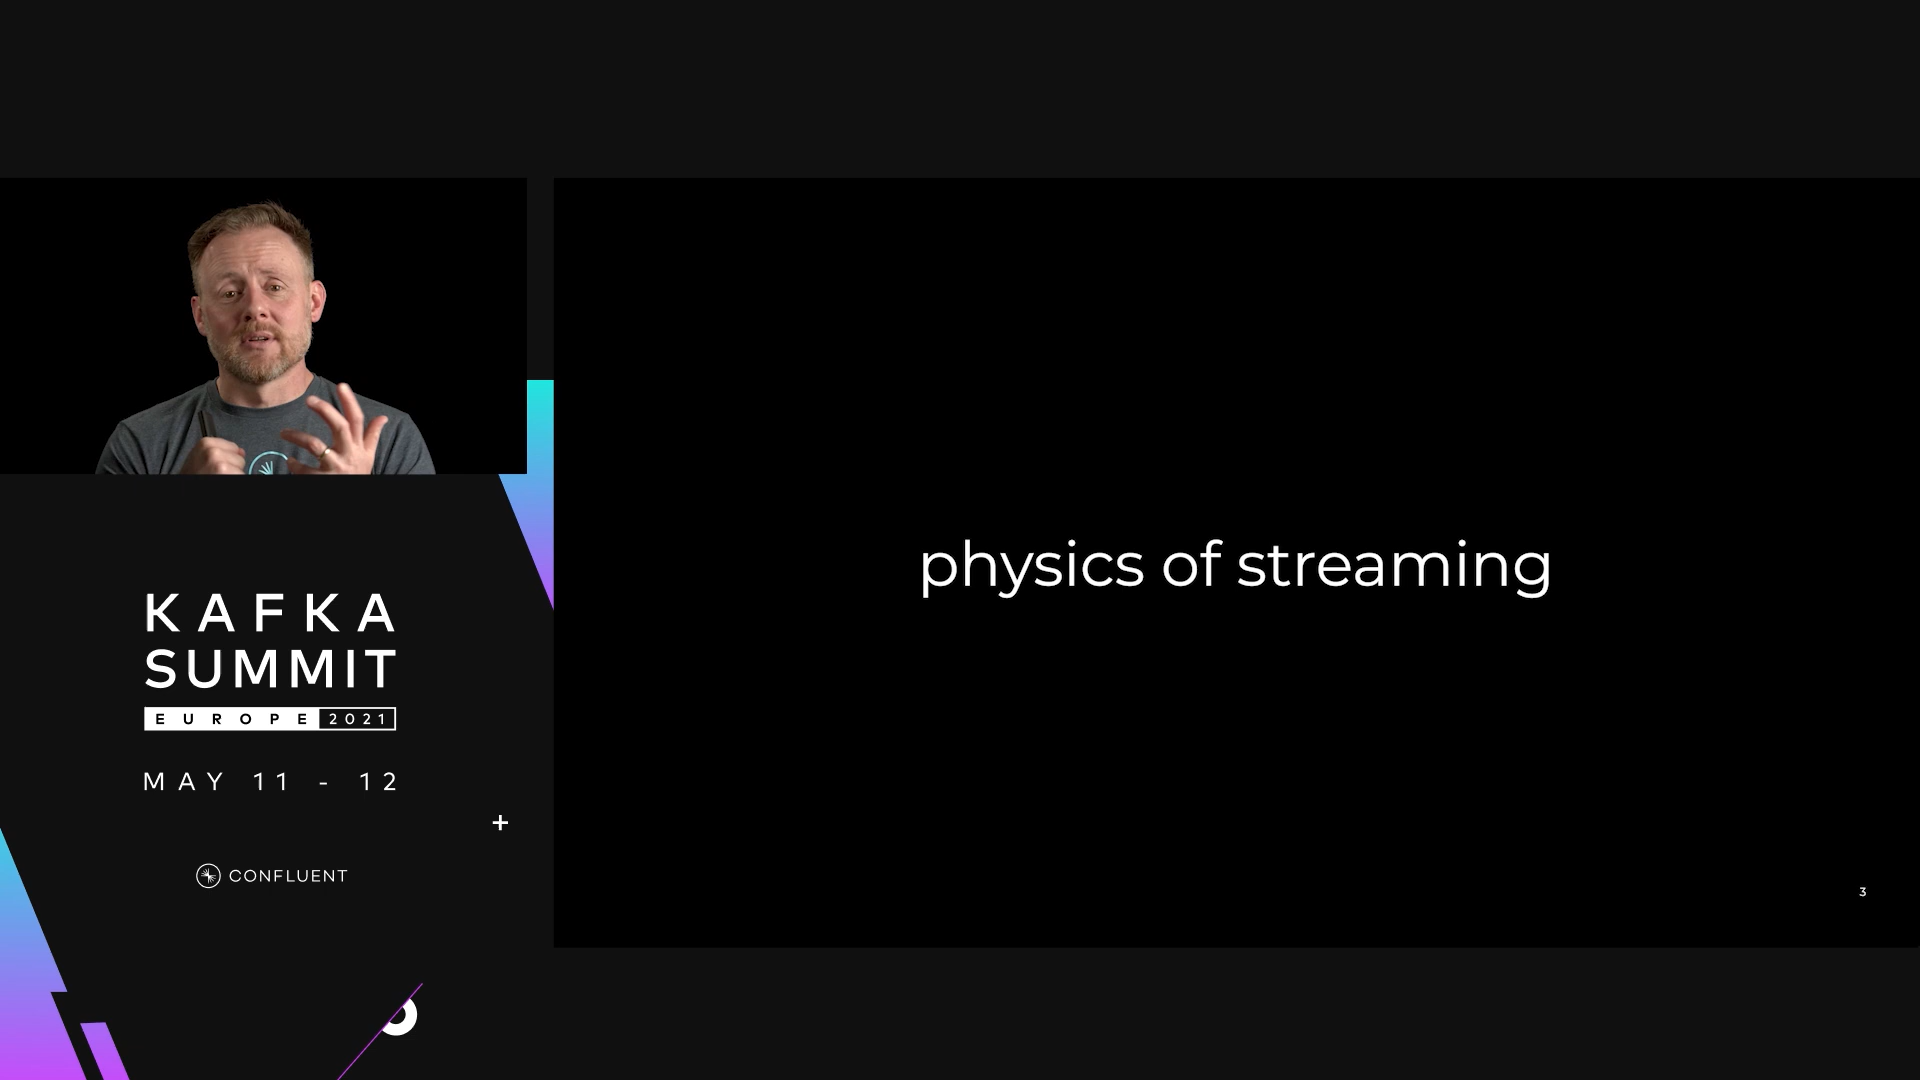 physics of streaming
KAFKA
SUMMIT
EUROPE 2021
MAY 11 - 12
CONFLUENT
3